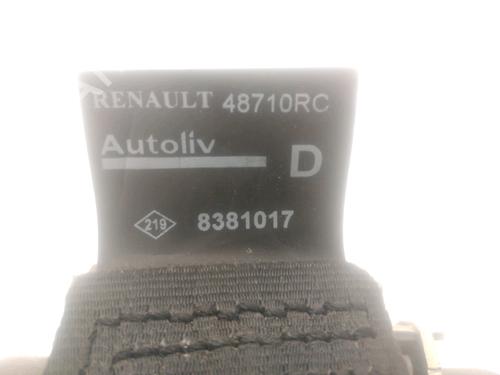 RENAULT 48710RC
Autoliv
D
219 8381017